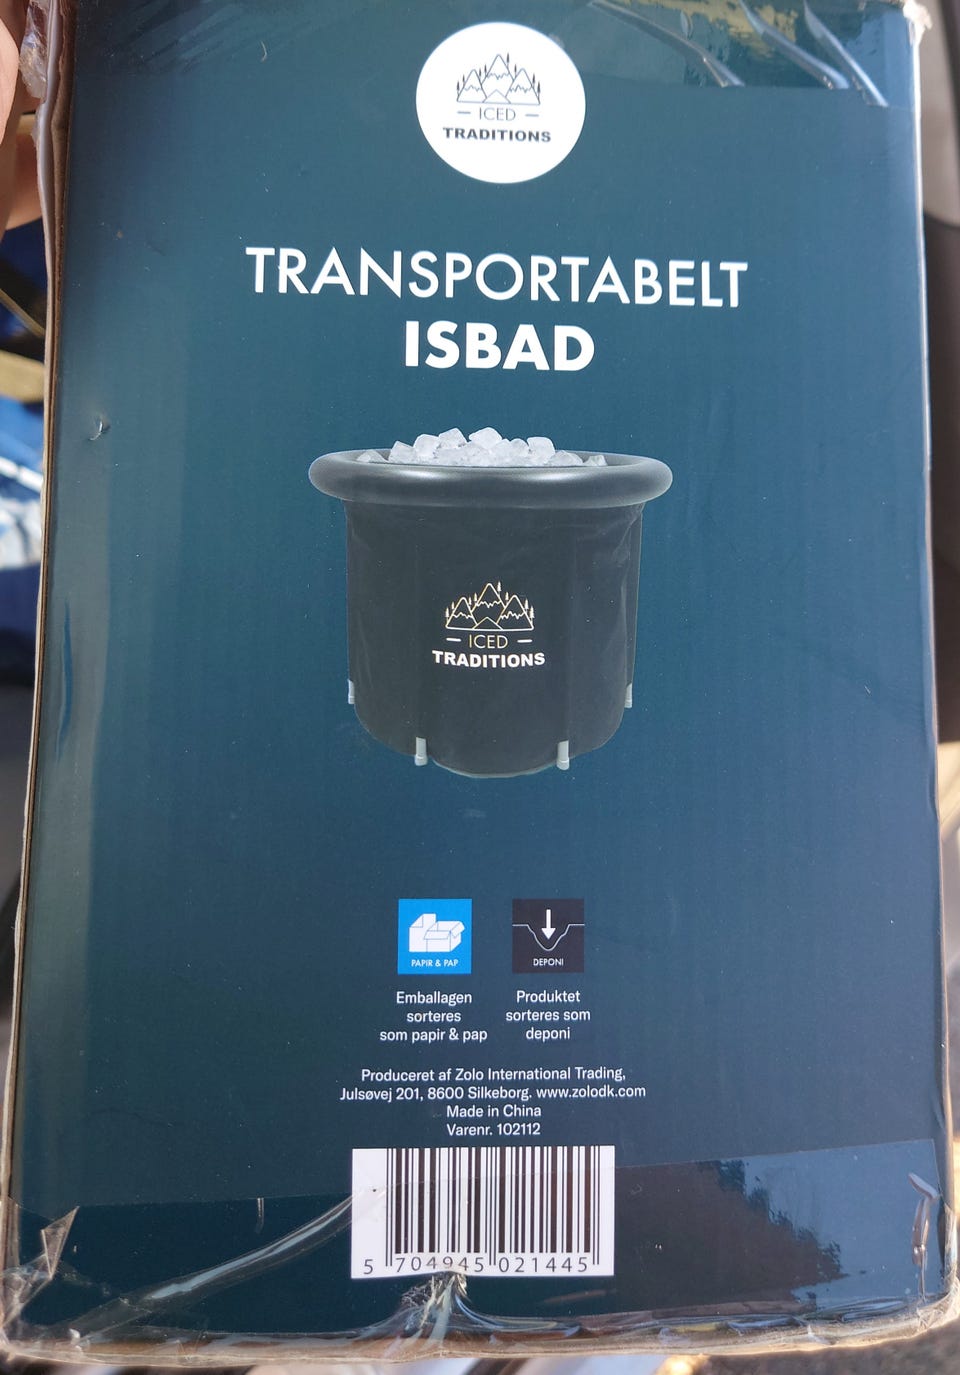 ICED
TRADITIONS
TRANSPORTABELT
ISBAD
ICED
TRADITIONS
PAPIR & PAP
DEPONI
Emballagen
sorteres
som papir & pap
Produktet
sorteres som
deponi
Produceret af Zolo International Trading,
Julsøvej 201, 8600 Silkeborg. www.zolodk.com
Made in China
Varenr. 102112
5 704945 021445